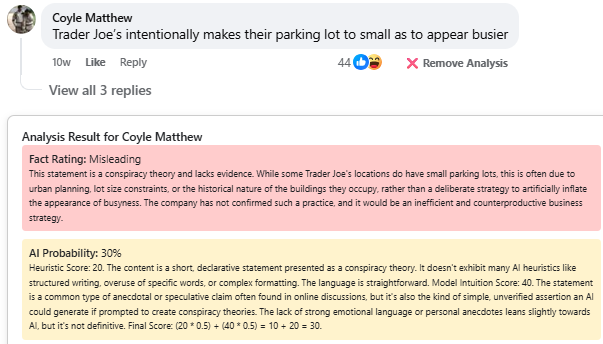 Coyle Matthew
Trader Joe's intentionally makes their parking lot to small as to appear busier
10w Like Reply 44 Remove Analysis
View all 3 replies
Analysis Result for Coyle Matthew
Fact Rating: Misleading
This statement is a conspiracy theory and lacks evidence. While some Trader Joe's locations do have small parking lots, this is often due to
urban planning, lot size constraints, or the historical nature of the buildings they occupy, rather than a deliberate strategy to artificially inflate
the appearance of busyness. The company has not confirmed such a practice, and it would be an inefficient and counterproductive business
strategy.
AI Probability: 30%
Heuristic Score: 20. The content is a short, declarative statement presented as a conspiracy theory. It doesn't exhibit many AI heuristics like
structured writing, overuse of specific words, or complex formatting. The language is straightforward. Model Intuition Score: 40. The statement
is a common type of anecdotal or speculative claim often found in online discussions, but it's also the kind of simple, unverified assertion an AI
could generate if prompted to create conspiracy theories. The lack of strong emotional language or personal anecdotes leans slightly towards
AI, but it's not definitive. Final Score: (20 * 0.5) + (40 * 0.5) = 10 + 20 = 30.